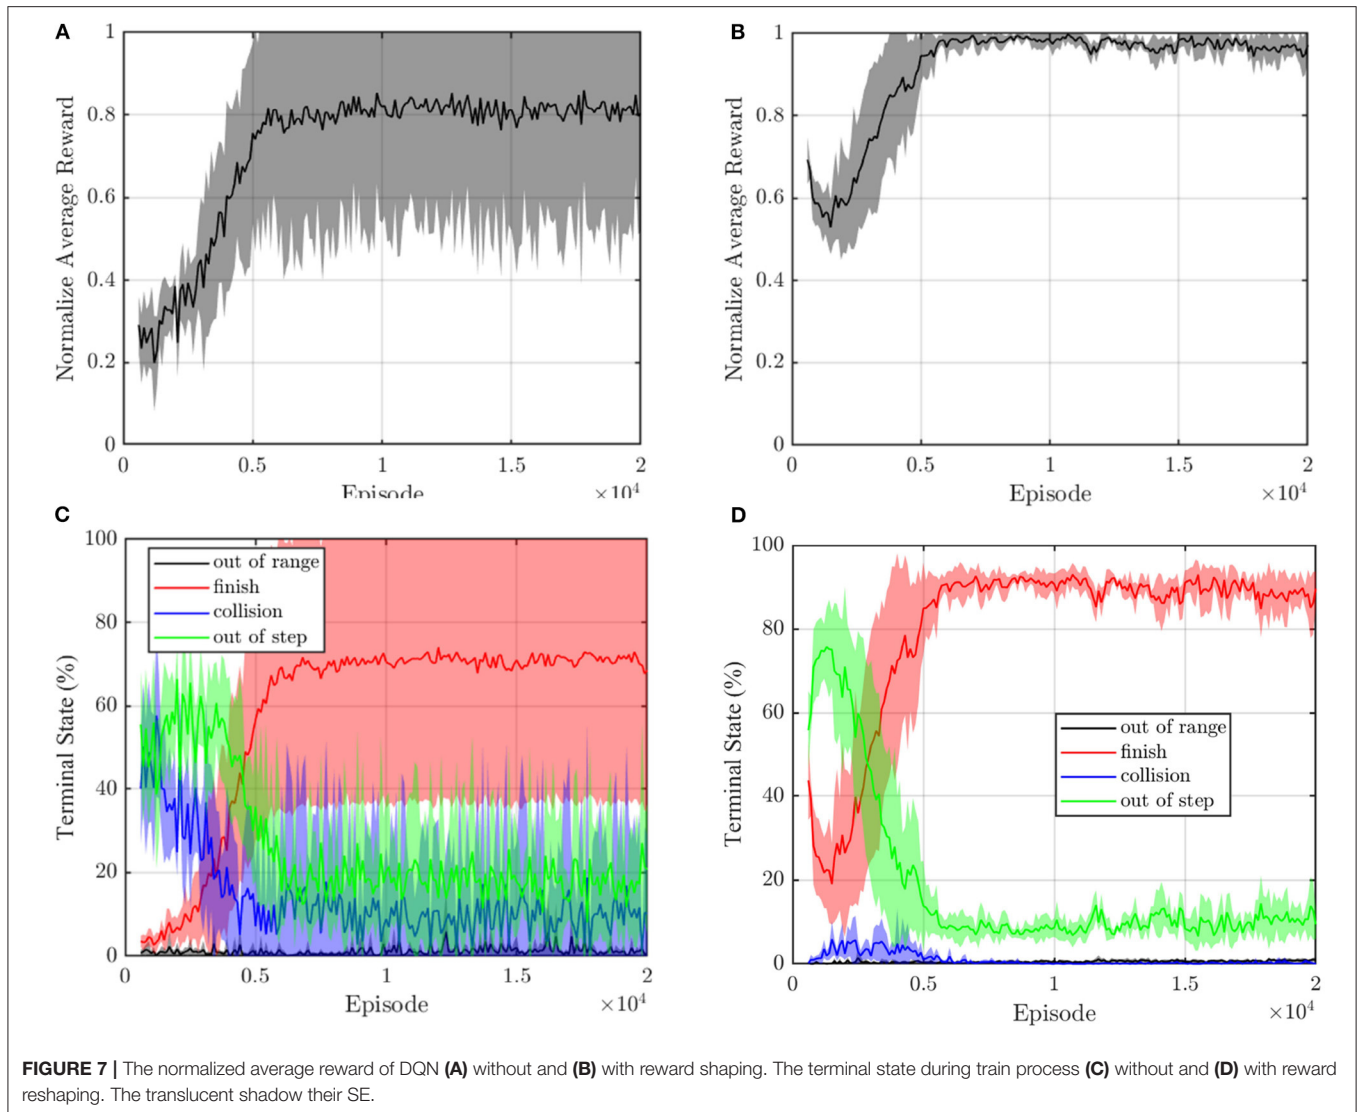 A
1
0.8
0.6
0.4
0.2
0
Normalize Average Reward
0 0.5 1 1.5 2
×10⁴
Episode
B
1
0.8
0.6
0.4
0.2
0
Normalize Average Reward
0 0.5 1 1.5 2
×10⁴
Episode
C
100
80
60
40
20
0
Terminal State (%)
out of range
finish
collision
out of step
0 0.5 1 1.5 2
×10⁴
Episode
D
100
80
60
40
20
0
Terminal State (%)
out of range
finish
collision
out of step
0 0.5 1 1.5 2
×10⁴
Episode
FIGURE 7 | The normalized average reward of DQN (A) without and (B) with reward shaping. The terminal state during train process (C) without and (D) with reward
reshaping. The translucent shadow their SE.